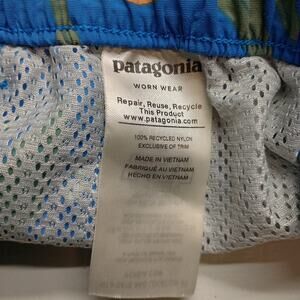 patagonia
WORN WEAR
Repair, Reuse, Recycle
This Product
www.patagonia.com
100% RECYCLED NYLON
EXCLUSIVE OF TRIM
MADE IN VIETNAM
FABRIQUÉ AU VIETNAM
HECHO EN VIETNAM